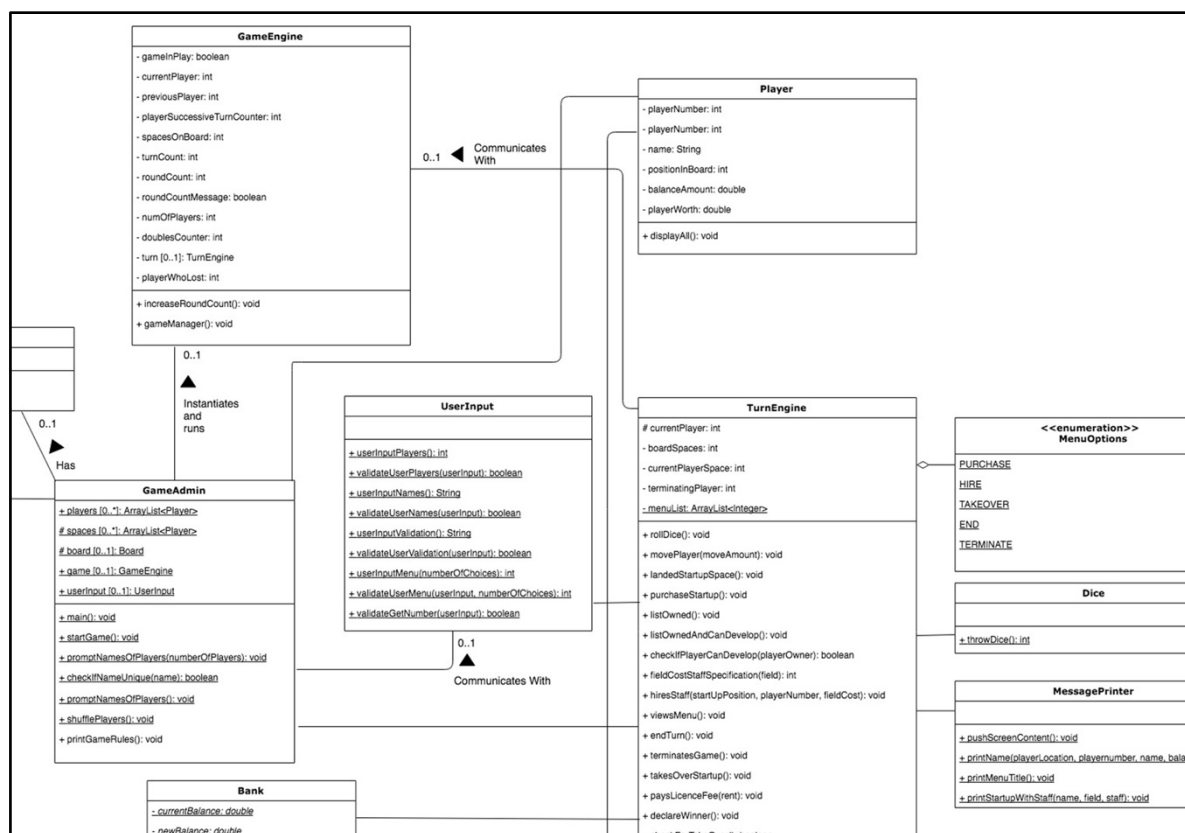 GameEngine
- gameInPlay: boolean
- currentPlayer: int
- previousPlayer: int
- playerSuccessiveTurnCounter: int
- spacesOnBoard: int
- turnCount: int
- roundCount: int
- roundCountMessage: boolean
- numOfPlayers: int
- doublesCounter: int
- turn [0..1]: TurnEngine
- playerWhoLost: int
+ increaseRoundCount(): void
+ gameManager(): void
0..1
Communicates
With
Player
- playerNumber: int
- playerNumber: int
- name: String
- positionInBoard: int
- balanceAmount: double
- playerWorth: double
+ displayAll(): void
0..1
Instantiates
and
runs
0..1
Has
UserInput
+ userInputPlayers(): int
+ validateUserPlayers(userInput): boolean
+ userInputNames(): String
+ validateUserNames(userInput): boolean
+ userInputValidation(): String
+ validateUserValidation(userInput): boolean
+ userInputMenu(numberOfChoices): int
+ validateUserMenu(userInput, numberOfChoices): int
+ validateGetNumber(userInput): boolean
0..1
Communicates With
GameAdmin
+ players [0..*]: ArrayList<Player>
# spaces [0..*]: ArrayList<Player>
# board [0..1]: Board
+ game [0..1]: GameEngine
+ userInput [0..1]: UserInput
+ main(): void
+ startGame(): void
+ promptNamesOfPlayers(numberOfPlayers): void
+ checkIfNameUnique(name): boolean
+ promptNamesOfPlayers(): void
+ shufflePlayers(): void
+ printGameRules(): void
TurnEngine
# currentPlayer: int
- boardSpaces: int
- currentPlayerSpace: int
- terminatingPlayer: int
- menuList: ArrayList<Integer>
+ rollDice(): void
+ movePlayer(moveAmount): void
+ landedStartupSpace(): void
+ purchaseStartup(): void
+ listOwned(): void
+ listOwnedAndCanDevelop(): void
+ checkIfPlayerCanDevelop(playerOwner): boolean
+ fieldCostStaffSpecification(field): int
+ hiresStaff(startUpPosition, playerNumber, fieldCost): void
+ viewsMenu(): void
+ endTurn(): void
+ terminatesGame(): void
+ takesOverStartup(): void
+ paysLicenceFee(rent): void
+ declareWinner(): void
<<enumeration>>
MenuOptions
PURCHASE
HIRE
TAKEOVER
END
TERMINATE
Dice
+ throwDice(): int
MessagePrinter
+ pushScreenContent(): void
+ printName(playerLocation, playernumber, name, bala
+ printMenuTitle(): void
+ printStartupWithStaff(name, field, staff): void
Bank
- currentBalance: double
- newBalance: double